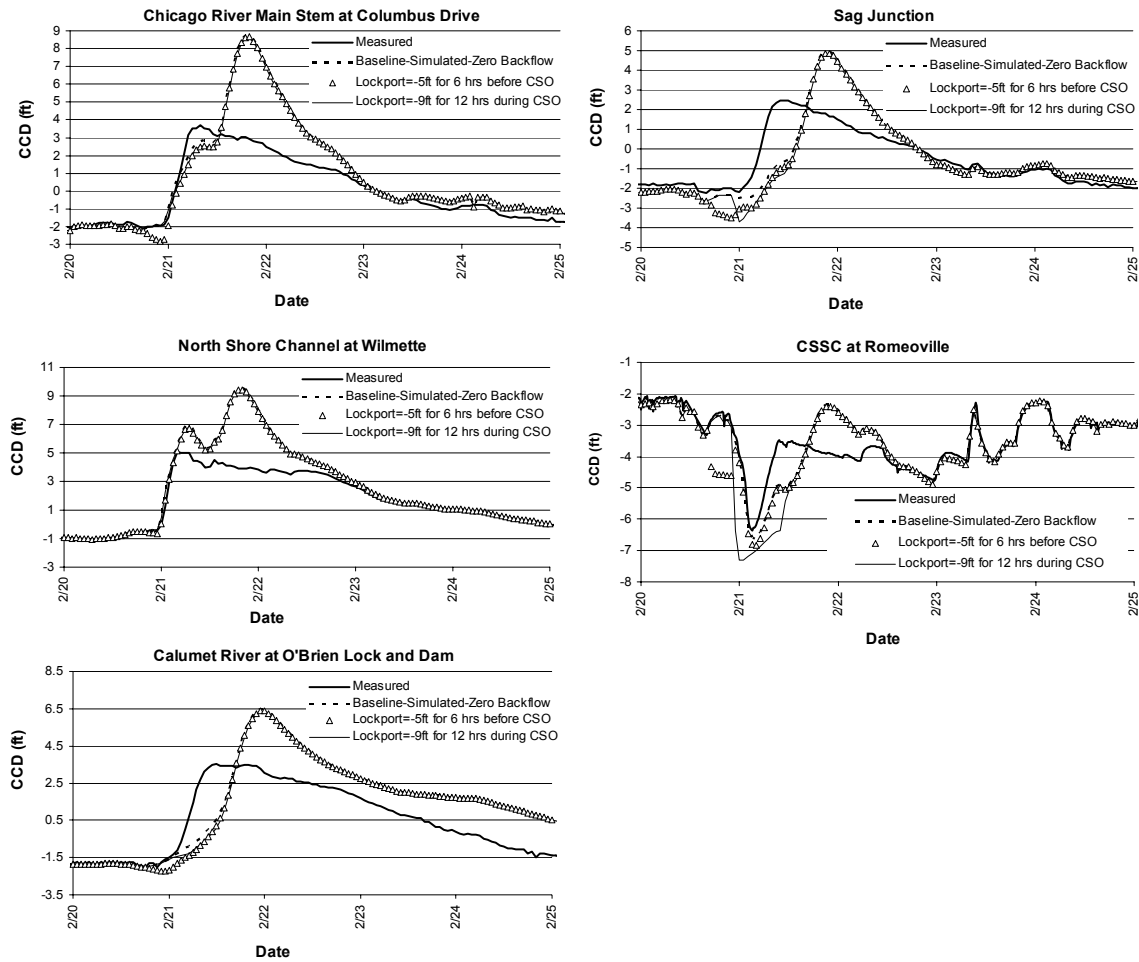 Chicago River Main Stem at Columbus Drive
CCD (ft)
9
8
7
6
5
4
3
2
1
0
-1
-2
-3
Measured
Baseline-Simulated-Zero Backflow
Lockport=-5ft for 6 hrs before CSO
Lockport=-9ft for 12 hrs during CSO
2/20
2/21
2/22
2/23
2/24
2/25
Date
Sag Junction
CCD (ft)
6
5
4
3
2
1
0
-1
-2
-3
-4
-5
Measured
Baseline-Simulated-Zero Backflow
Lockport=-5ft for 6 hrs before CSO
Lockport=-9ft for 12 hrs during CSO
2/20
2/21
2/22
2/23
2/24
2/25
Date
North Shore Channel at Wilmette
CCD (ft)
11
9
7
5
3
1
-1
-3
Measured
Baseline-Simulated-Zero Backflow
Lockport=-5ft for 6 hrs before CSO
Lockport=-9ft for 12 hrs during CSO
2/20
2/21
2/22
2/23
2/24
2/25
Date
CSSC at Romeoville
CCD (ft)
-1
-2
-3
-4
-5
-6
-7
-8
Measured
Baseline-Simulated-Zero Backflow
Lockport=-5ft for 6 hrs before CSO
Lockport=-9ft for 12 hrs during CSO
2/20
2/21
2/22
2/23
2/24
2/25
Date
Calumet River at O'Brien Lock and Dam
CCD (ft)
8.5
6.5
4.5
2.5
0.5
-1.5
-3.5
Measured
Baseline-Simulated-Zero Backflow
Lockport=-5ft for 6 hrs before CSO
Lockport=-9ft for 12 hrs during CSO
2/20
2/21
2/22
2/23
2/24
2/25
Date